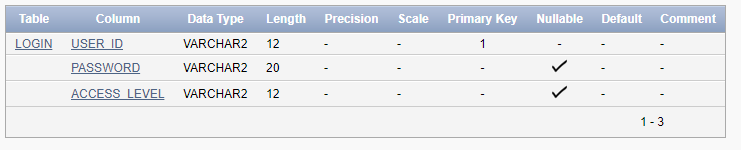 Table Column Data Type Length Precision Scale Primary Key Nullable Default Comment
LOGIN USER_ID VARCHAR2 12 - - 1 - - -
PASSWORD VARCHAR2 20 - - - ✓ - -
ACCESS_LEVEL VARCHAR2 12 - - - ✓ - -
1 - 3